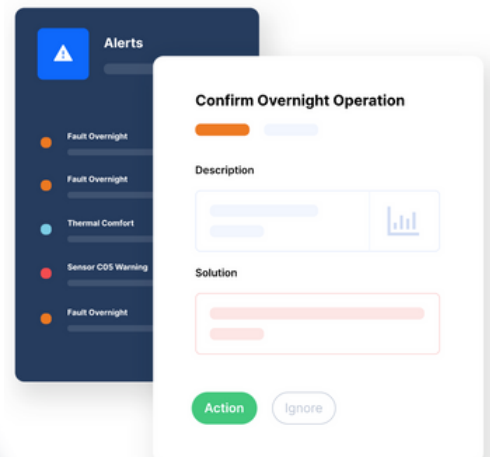 Alerts
Fault Overnight
Fault Overnight
Thermal Comfort
Sensor CO5 Warning
Fault Overnight
Confirm Overnight Operation
Description
Solution
Action
Ignore